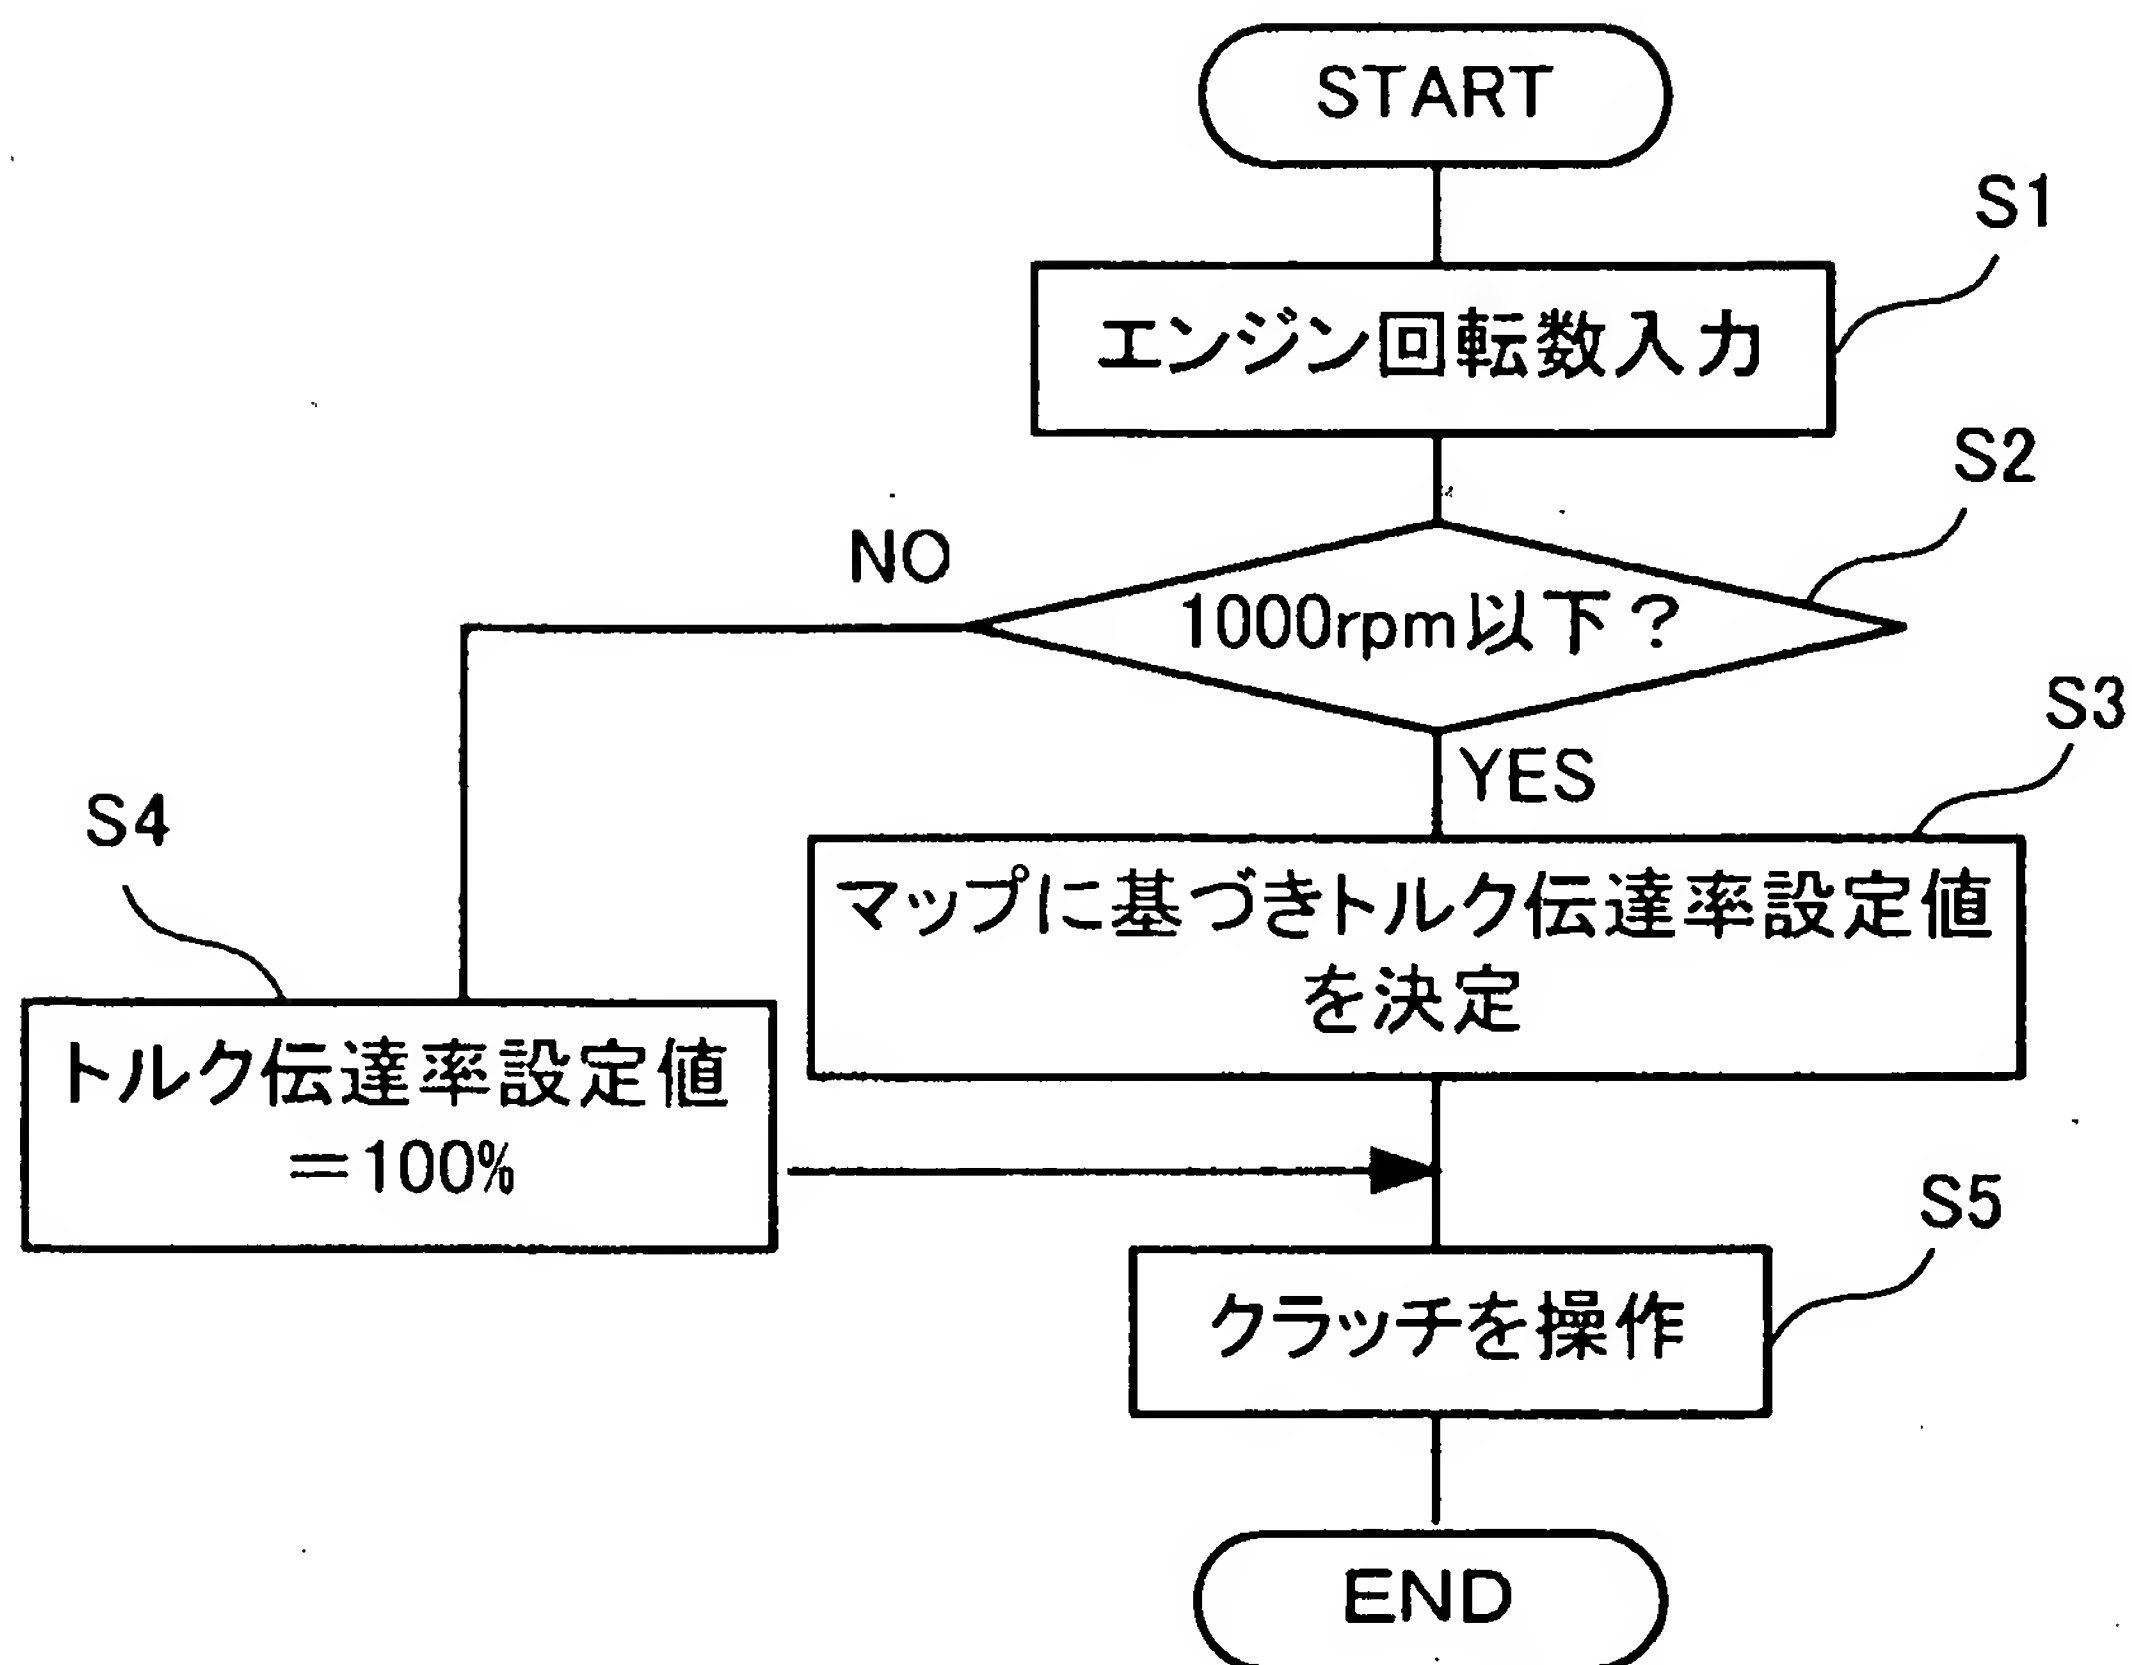 START
S1
エンジン回転数入力
S2
NO
1000rpm以下？
S3
YES
S4
マップに基づきトルク伝達率設定値
を決定
トルク伝達率設定値
＝100%
S5
クラッチを操作
END